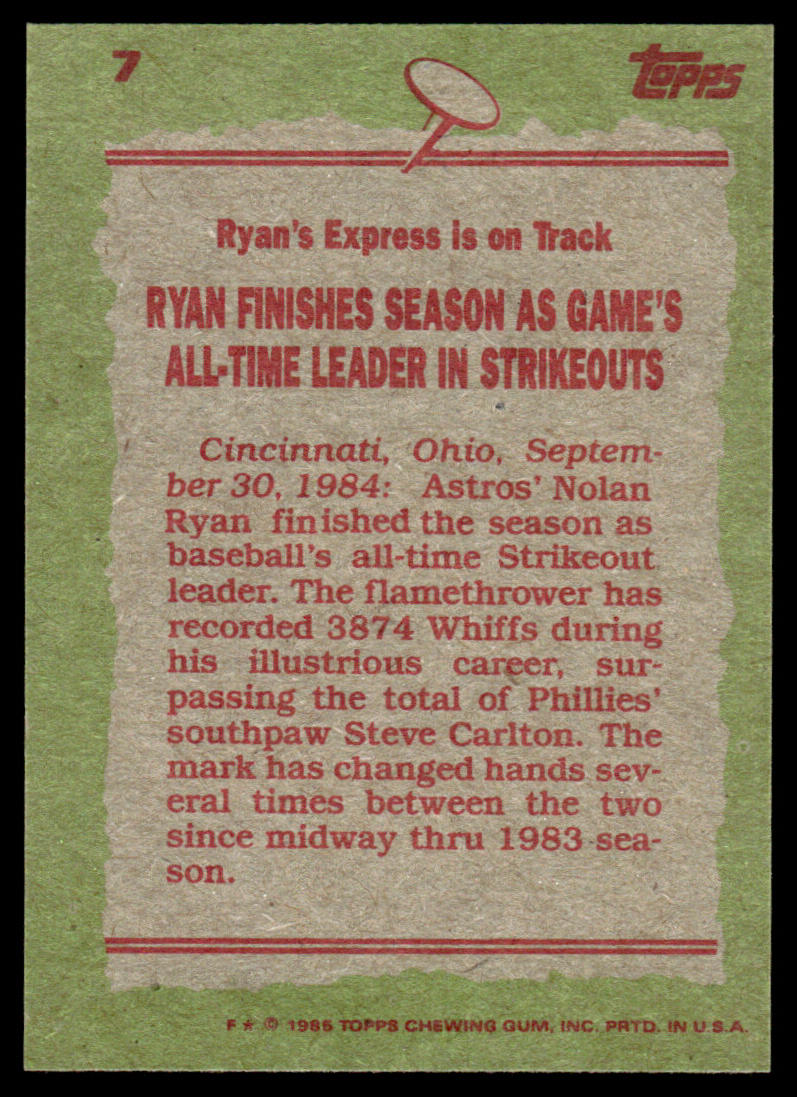 7
topps
Ryan's Express is on Track
RYAN FINISHES SEASON AS GAME'S
ALL-TIME LEADER IN STRIKEOUTS
Cincinnati, Ohio, Septem-
ber 30, 1984: Astros' Nolan
Ryan finished the season as
baseball's all-time Strikeout
leader. The flamethrower has
recorded 3874 Whiffs during
his illustrious career, sur-
passing the total of Phillies'
southpaw Steve Carlton. The
mark has changed hands sev-
eral times between the two
since midway thru 1983 sea-
son.
F ★ © 1985 TOPPS CHEWING GUM, INC. PRTD. IN U.S.A.